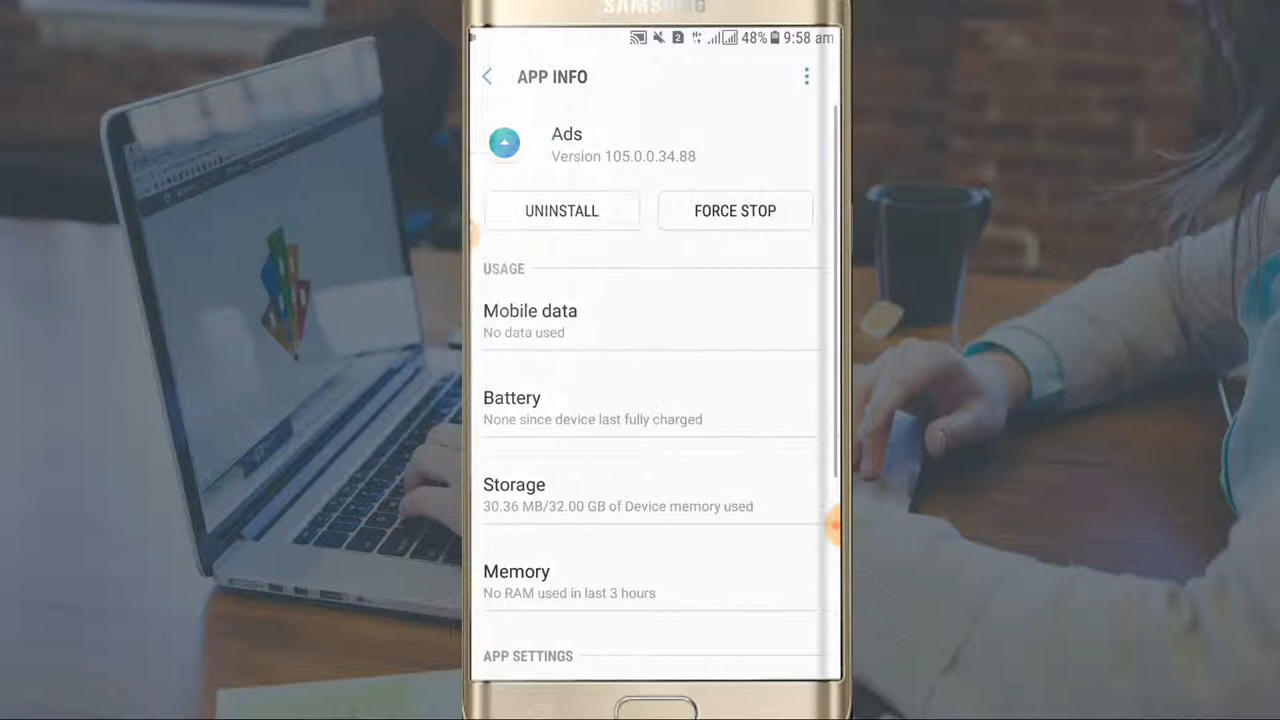 SAMSUNG
2 48% 9:58 am
APP INFO
Ads
Version 105.0.0.34.88
UNINSTALL
FORCE STOP
USAGE
Mobile data
No data used
Battery
None since device last fully charged
Storage
30.36 MB/32.00 GB of Device memory used
Memory
No RAM used in last 3 hours
APP SETTINGS